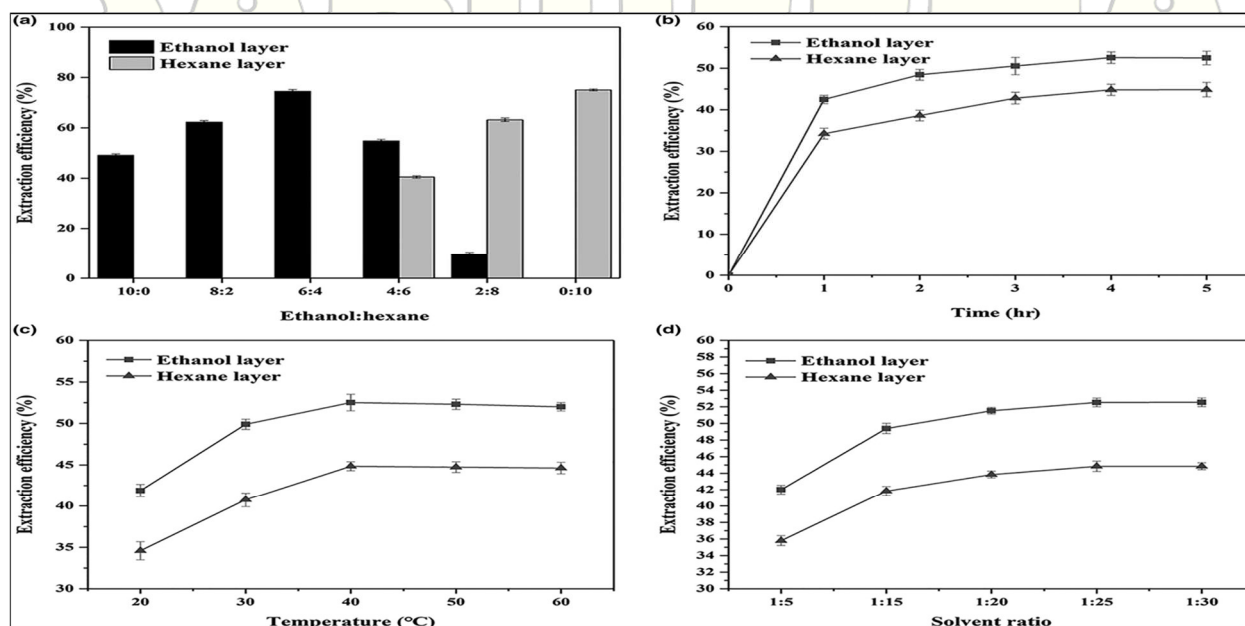 (a)
100
80
60
40
20
0
Extraction efficiency (%)
Ethanol layer
Hexane layer
10:0 8:2 6:4 4:6 2:8 0:10
Ethanol:hexane
(b)
60
50
40
30
20
10
0
Extraction efficiency (%)
Ethanol layer
Hexane layer
0 1 2 3 4 5
Time (hr)
(c)
60
55
50
45
40
35
30
Extraction efficiency (%)
Ethanol layer
Hexane layer
20 30 40 50 60
Temperature (°C)
(d)
60
58
56
54
52
50
48
46
44
42
40
38
36
34
32
30
Extraction efficiency (%)
Ethanol layer
Hexane layer
1:5 1:15 1:20 1:25 1:30
Solvent ratio